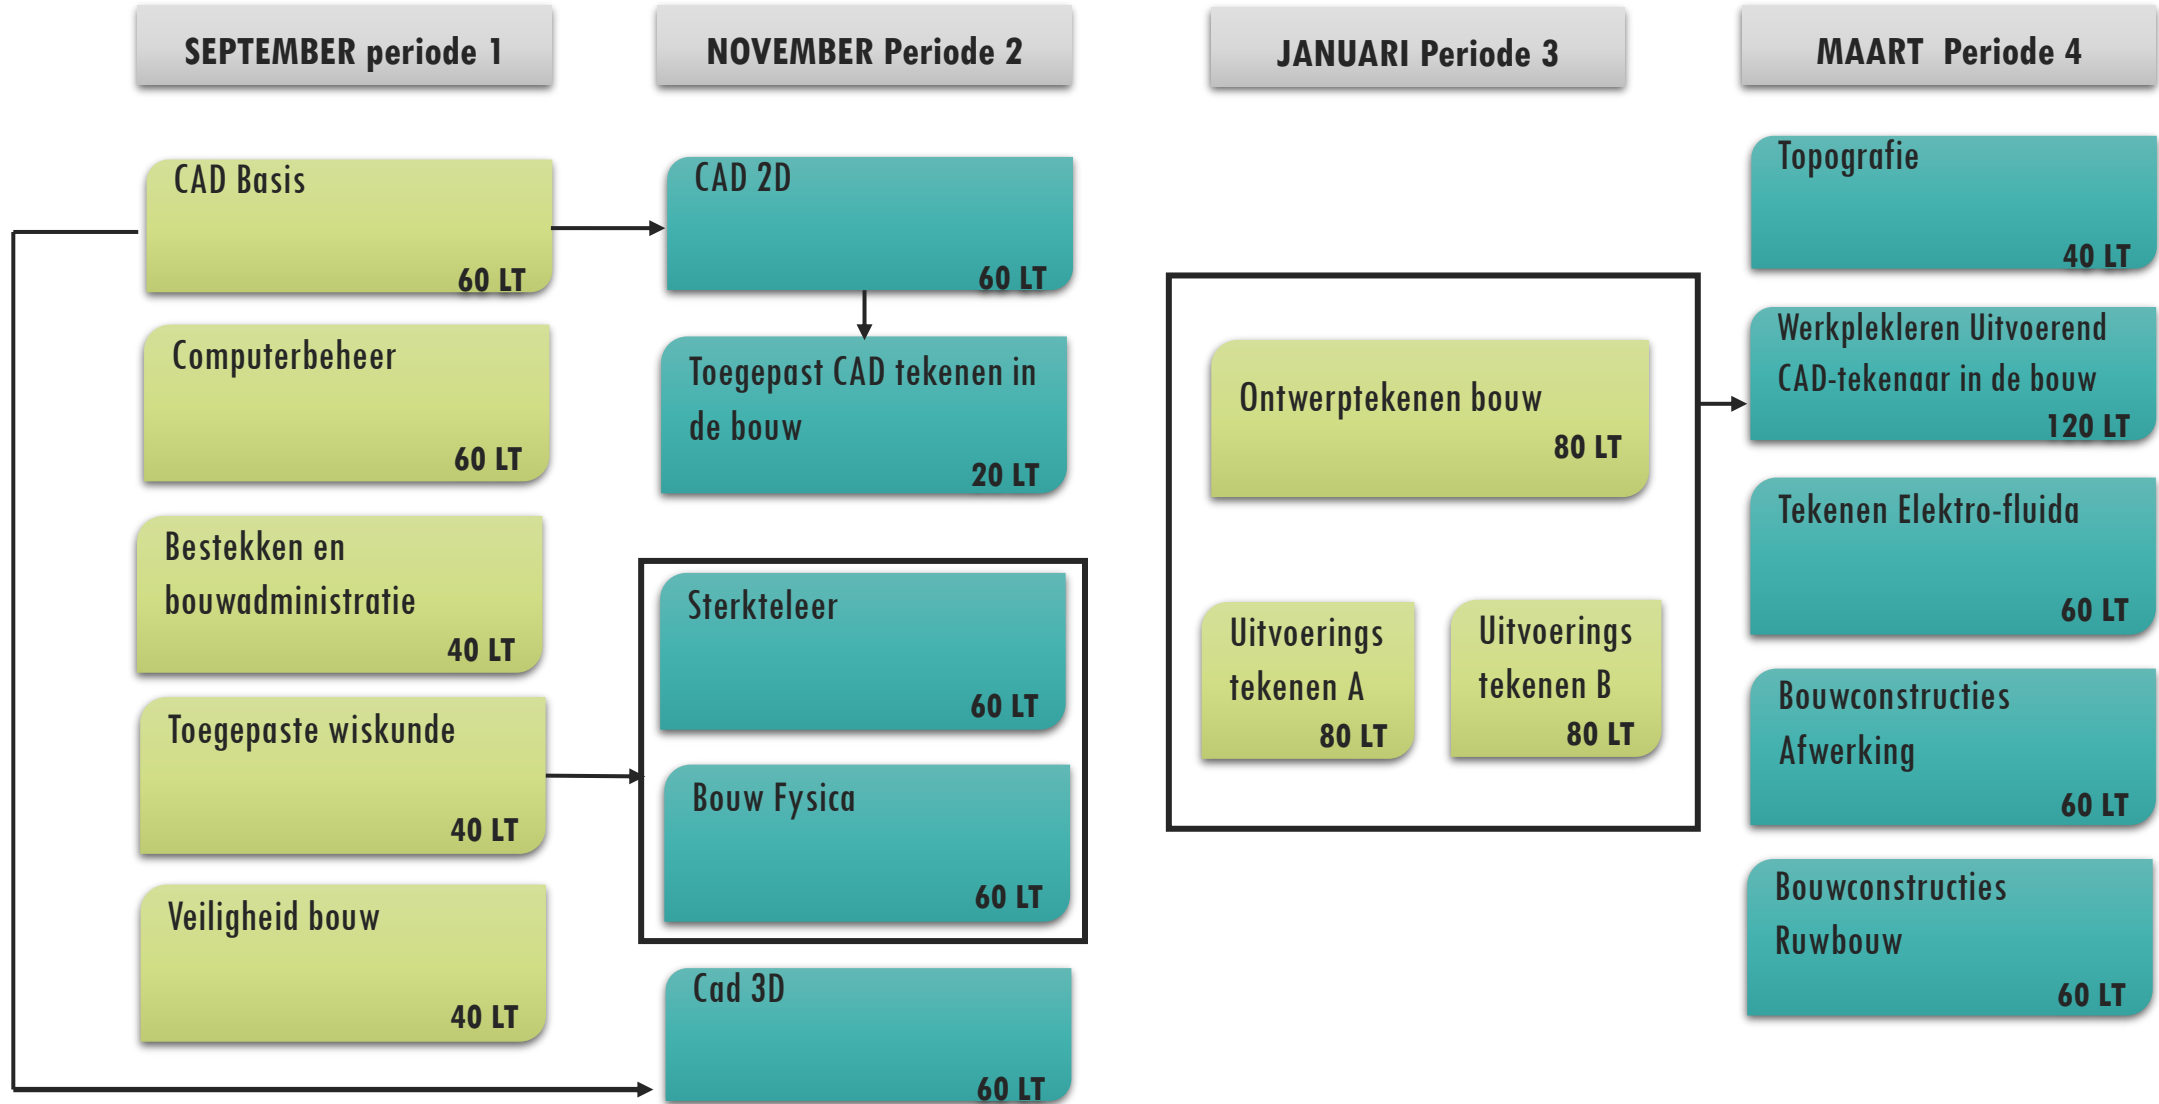 SEPTEMBER periode 1
CAD Basis
60 LT
Computerbeheer
60 LT
Bestekken en
bouwadministratie
40 LT
Toegepaste wiskunde
40 LT
Veiligheid bouw
40 LT
NOVEMBER Periode 2
CAD 2D
60 LT
Toegepast CAD tekenen in
de bouw
20 LT
Sterkteleer
60 LT
Bouw Fysica
60 LT
Cad 3D
60 LT
JANUARI Periode 3
Ontwerptekenen bouw
80 LT
Uitvoerings
tekenen A
80 LT
Uitvoerings
tekenen B
80 LT
MAART  Periode 4
Topografie
40 LT
Werkplekleren Uitvoerend
CAD-tekenaar in de bouw
120 LT
Tekenen Elektro-fluida
60 LT
Bouwconstructies
Afwerking
60 LT
Bouwconstructies
Ruwbouw
60 LT